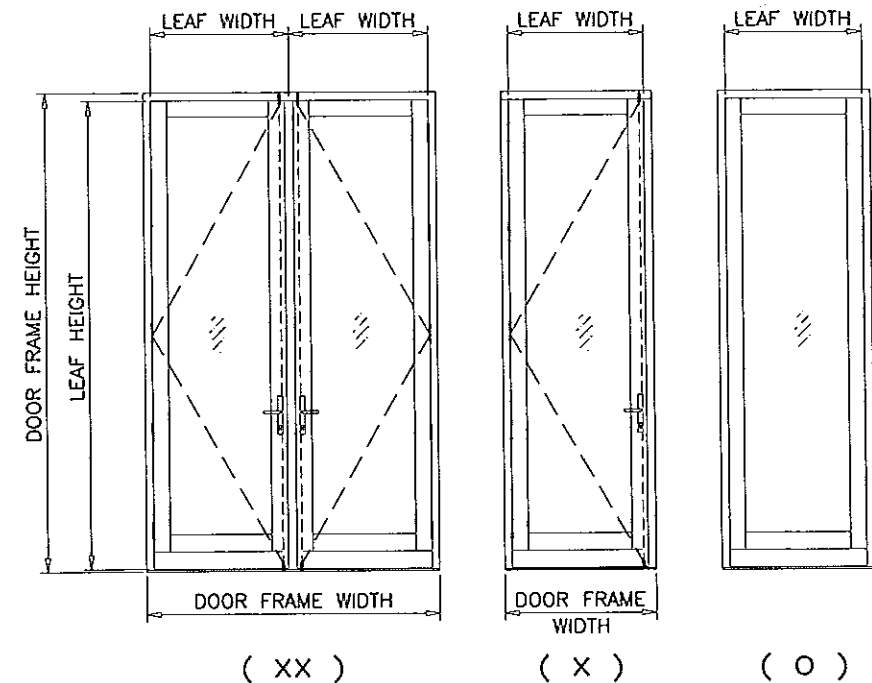 LEAF WIDTH LEAF WIDTH
LEAF WIDTH
LEAF WIDTH
DOOR FRAME HEIGHT
LEAF HEIGHT
DOOR FRAME WIDTH
DOOR FRAME
WIDTH
( XX )
( X )
( O )